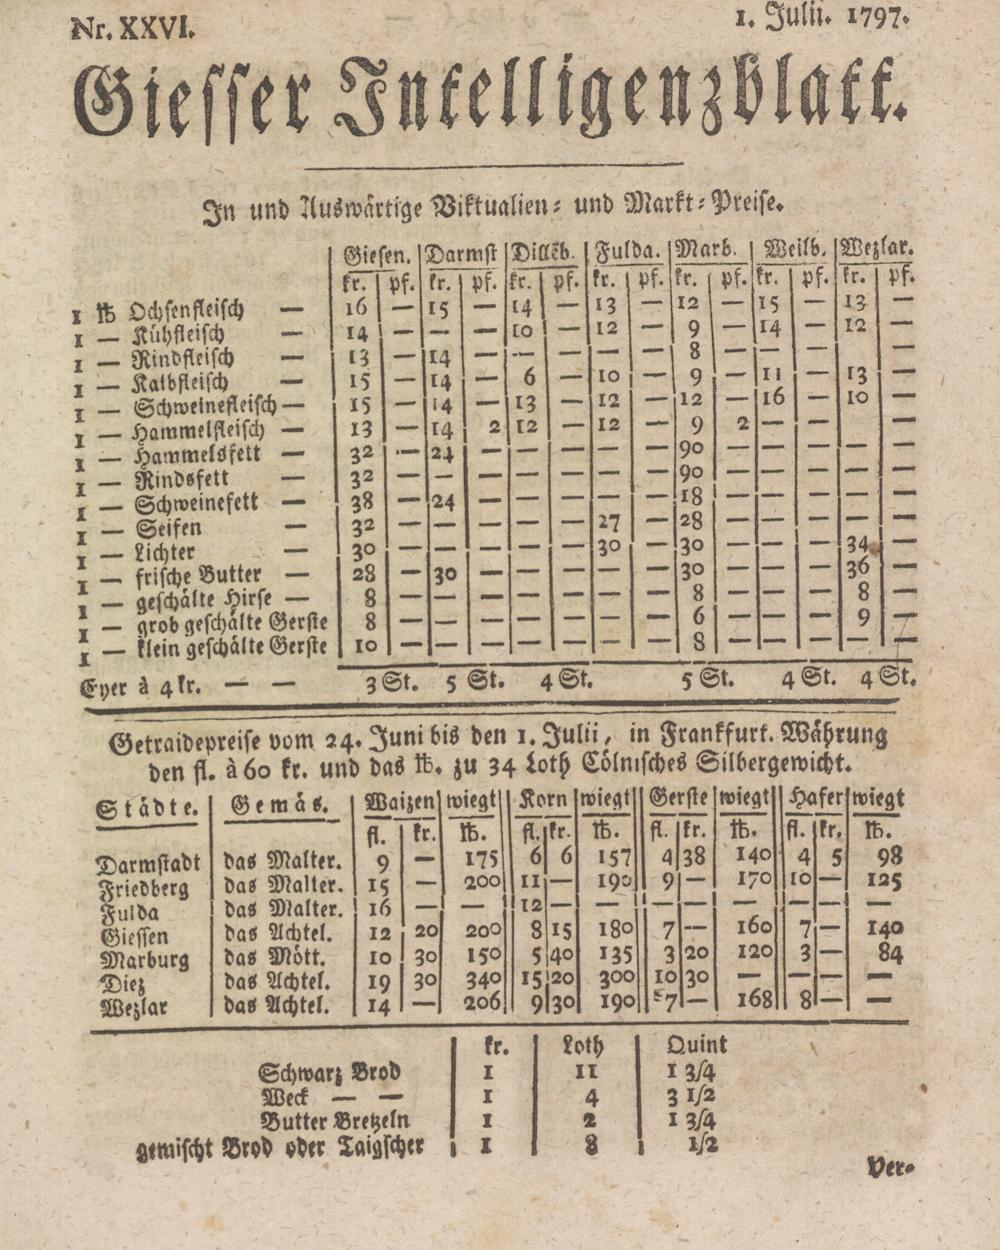 Nr. XXVI. 1. Julii. 1797.
Giesser Intelligenzblatt.
In und Auswärtige Viktualien- und Markt-Preise.
Giesen. Darmst Dillēb. Fulda. Marb. Weilb. Wezlar.
kr. pf. kr. pf. kr. pf. kr. pf. kr. pf. kr. pf. kr. pf.
1 ℔ Ochsenfleisch — 16 — 15 — 14 — 13 — 12 — 15 — 13 —
1 — Kühfleisch — 14 — — — 10 — 12 — 9 — 14 — 12 —
1 — Rindfleisch — 13 — 14 — — — — — 8 — — — — —
1 — Kalbfleisch — 15 — 14 — 6 — 10 — 9 — 11 — 13 —
1 — Schweinefleisch — 15 — 14 — 13 — 12 — 12 — 16 — 10 —
1 — Hammelfleisch — 13 — 14 2 12 — 12 — 9 2 — — — —
1 — Hammelsfett — 32 — 24 — — — — — 90 — — — — —
1 — Rindsfett — 32 — — — — — — — 90 — — — — —
1 — Schweinefett — 38 — 24 — — — — — 18 — — — — —
1 — Seifen — 32 — — — — — 27 — 28 — — — — —
1 — Lichter — 30 — — — — — 30 — 30 — — — 34 —
1 — frische Butter — 28 — 30 — — — — — 30 — — — 36 —
1 — geschälte Hirse — 8 — — — — — — — 8 — — — 8 —
1 — grob geschälte Gerste 8 — — — — — — — 6 — — — 9 —
1 — klein geschälte Gerste 10 — — — — — — — 8 — — — — —
Eyer à 4 kr. — — 3 St. 5 St. 4 St. 5 St. 4 St. 4 St.
Getraidepreise vom 24. Juni bis den 1. Julii, in Frankfurt. Währung
den fl. à 60 kr. und das ℔. zu 34 Loth Cölnisches Silbergewicht.
Städte. Gemäs. Waizen wiegt Korn wiegt Gerste wiegt Hafer wiegt
fl. kr. ℔. fl. kr. ℔. fl. kr. ℔. fl. kr. ℔.
Darmstadt das Malter. 9 — 175 6 6 157 4 38 140 4 5 98
Friedberg das Malter. 15 — 200 11 — 190 9 — 170 10 — 125
Fulda das Malter. 16 — — 12 — — — — — — — —
Giessen das Achtel. 12 20 200 8 15 180 7 — 160 7 — 140
Marburg das Mött. 10 30 150 5 40 135 3 20 120 3 — 84
Diez das Achtel. 19 30 340 15 20 300 10 30 — — — —
Wezlar das Achtel. 14 — 206 9 30 190 7 — 168 8 — —
kr. Loth Quint
Schwarz Brod 1 11 1 3/4
Weck — — 1 4 3 1/2
Butter Bretzeln 1 2 1 3/4
gemischt Brod oder Taigscher 1 8 1/2
Ver-